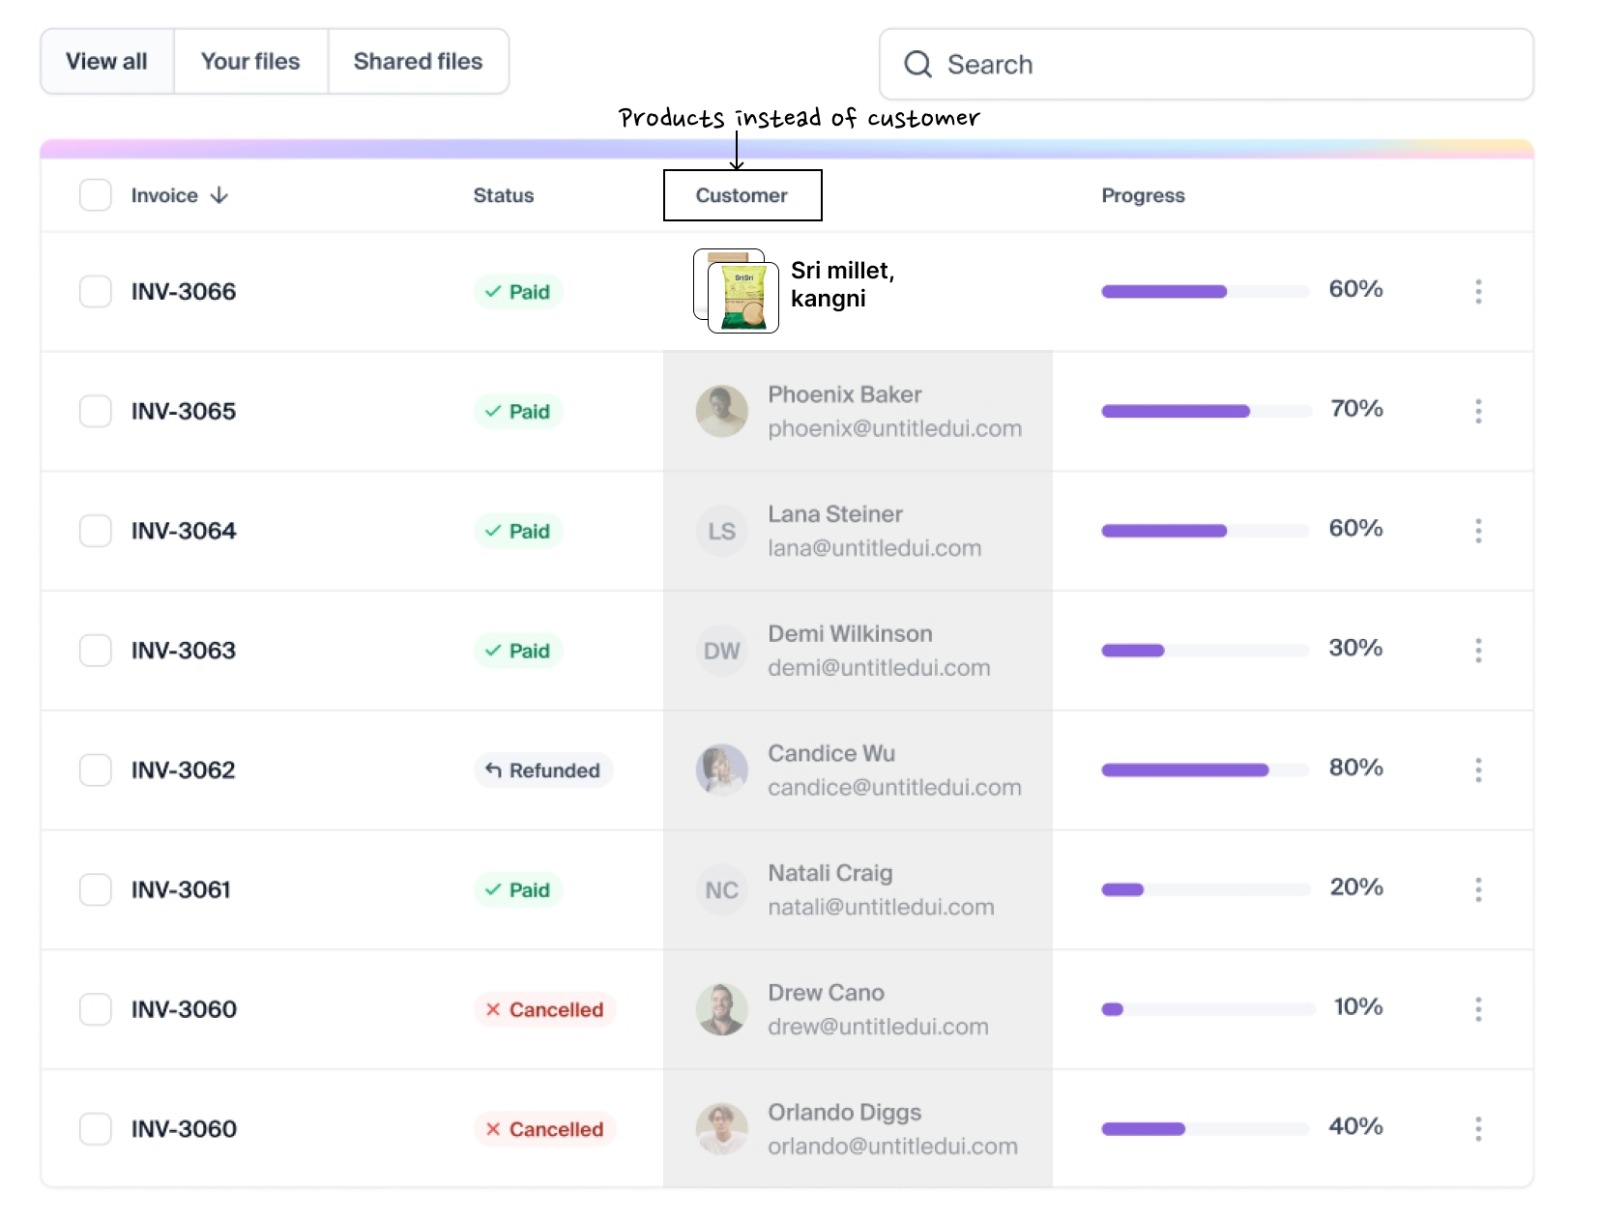 View all
Your files
Shared files
Search
Products instead of customer
Invoice
Status
Customer
Progress
INV-3066
Paid
SriSri
Sri millet,
kangni
60%
INV-3065
Paid
Phoenix Baker
phoenix@untitledui.com
70%
INV-3064
Paid
LS
Lana Steiner
lana@untitledui.com
60%
INV-3063
Paid
DW
Demi Wilkinson
demi@untitledui.com
30%
INV-3062
Refunded
Candice Wu
candice@untitledui.com
80%
INV-3061
Paid
NC
Natali Craig
natali@untitledui.com
20%
INV-3060
Cancelled
Drew Cano
drew@untitledui.com
10%
INV-3060
Cancelled
Orlando Diggs
orlando@untitledui.com
40%